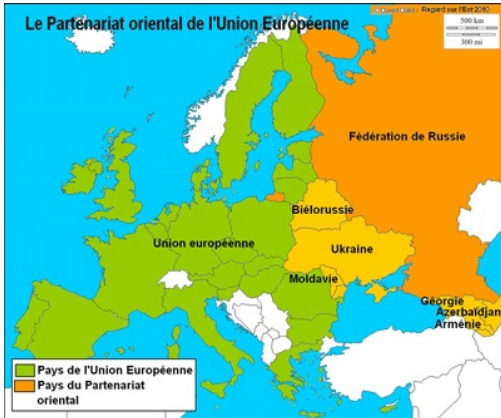 Le Partenariat oriental de l'Union Européenne
Regard sur l'Est 2010
500 km
300 mi
Fédération de Russie
Biélorussie
Union européenne
Ukraine
Moldavie
Géorgie
Azerbaïdjan
Arménie
Pays de l'Union Européenne
Pays du Partenariat
oriental